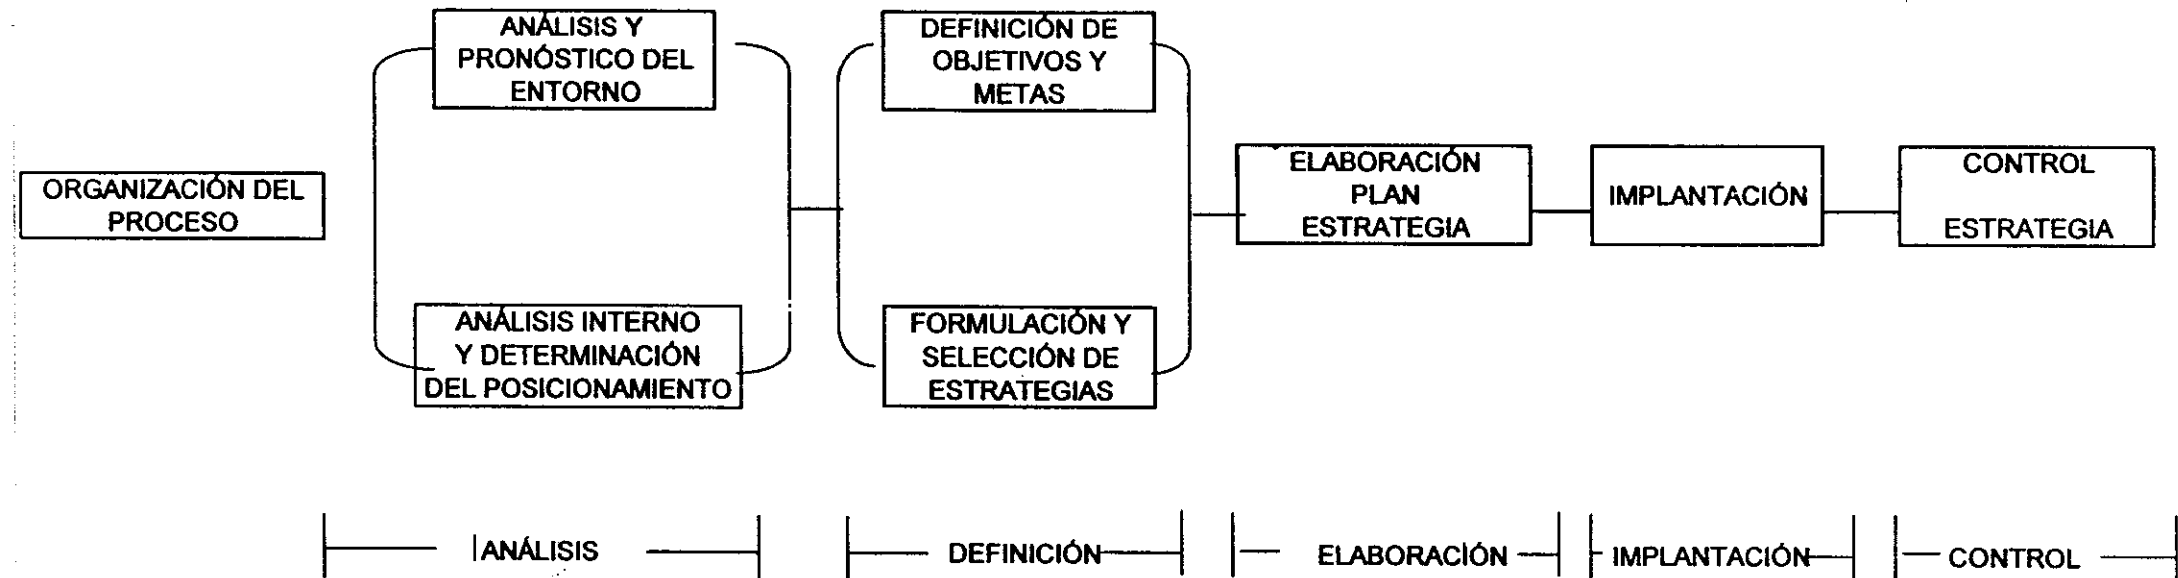 ORGANIZACIÓN DEL
PROCESO
ANÁLISIS Y
PRONÓSTICO DEL
ENTORNO
ANÁLISIS INTERNO
Y DETERMINACIÓN
DEL POSICIONAMIENTO
DEFINICIÓN DE
OBJETIVOS Y
METAS
FORMULACIÓN Y
SELECCIÓN DE
ESTRATEGIAS
ELABORACIÓN
PLAN
ESTRATEGIA
IMPLANTACIÓN
CONTROL
ESTRATEGIA
ANÁLISIS
DEFINICIÓN
ELABORACIÓN
IMPLANTACIÓN
CONTROL